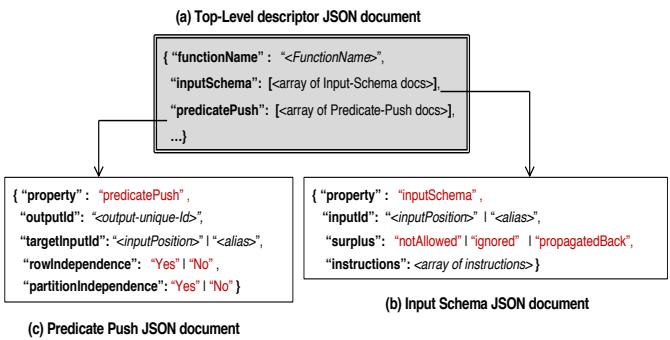 (a) Top-Level descriptor JSON document
{ “functionName” : “<FunctionName>”,
“inputSchema”: [<array of Input-Schema docs>],
“predicatePush”: [<array of Predicate-Push docs>],
...}
{ “property” : “predicatePush” ,
“outputId”: “<output-unique-Id>”,
“targetInputId”: “<inputPosition>” | “<alias>”,
“rowIndependence”: “Yes” | “No” ,
“partitionIndependence”: “Yes” | “No” }
(c) Predicate Push JSON document
{ “property” : “inputSchema” ,
“inputId”: “<inputPosition>” | “<alias>”,
“surplus”: “notAllowed” | “ignored” | “propagatedBack”,
“instructions”: <array of instructions> }
(b) Input Schema JSON document